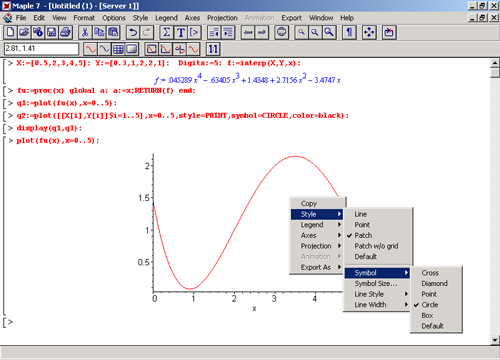 Maple 7 - [Untitled (1) - [Server 1]]
File Edit View Format Style Legend Axes Projection Animation Export Window Help
2.81, 1.41
> X:=[0.5,2,3,4,5]: Y:=[0.3,1,2,2,1]: Digits:=5: f:=interp(X,Y,x);
f := .045289 x^4 - .63405 x^3 + 1.4348 + 2.7156 x^2 - 3.4747 x
> fu:=proc(x) global a; a:=x;RETURN(f) end:
> q1:=plot(fu(x),x=0..5):
> q2:=plot([[X[i],Y[i]]$i=1..5],x=0..5,style=POINT,symbol=CIRCLE,color=black):
> display(q1,q1);
> plot(fu(x),x=0..5);
2
1.5
1
0.5
0
1
2
3
4
x
Copy
Style
Legend
Axes
Projection
Animation
Export As
Line
Point
Patch
Patch w/o grid
Default
Symbol
Symbol Size...
Line Style
Line Width
Cross
Diamond
Point
Circle
Box
Default
>